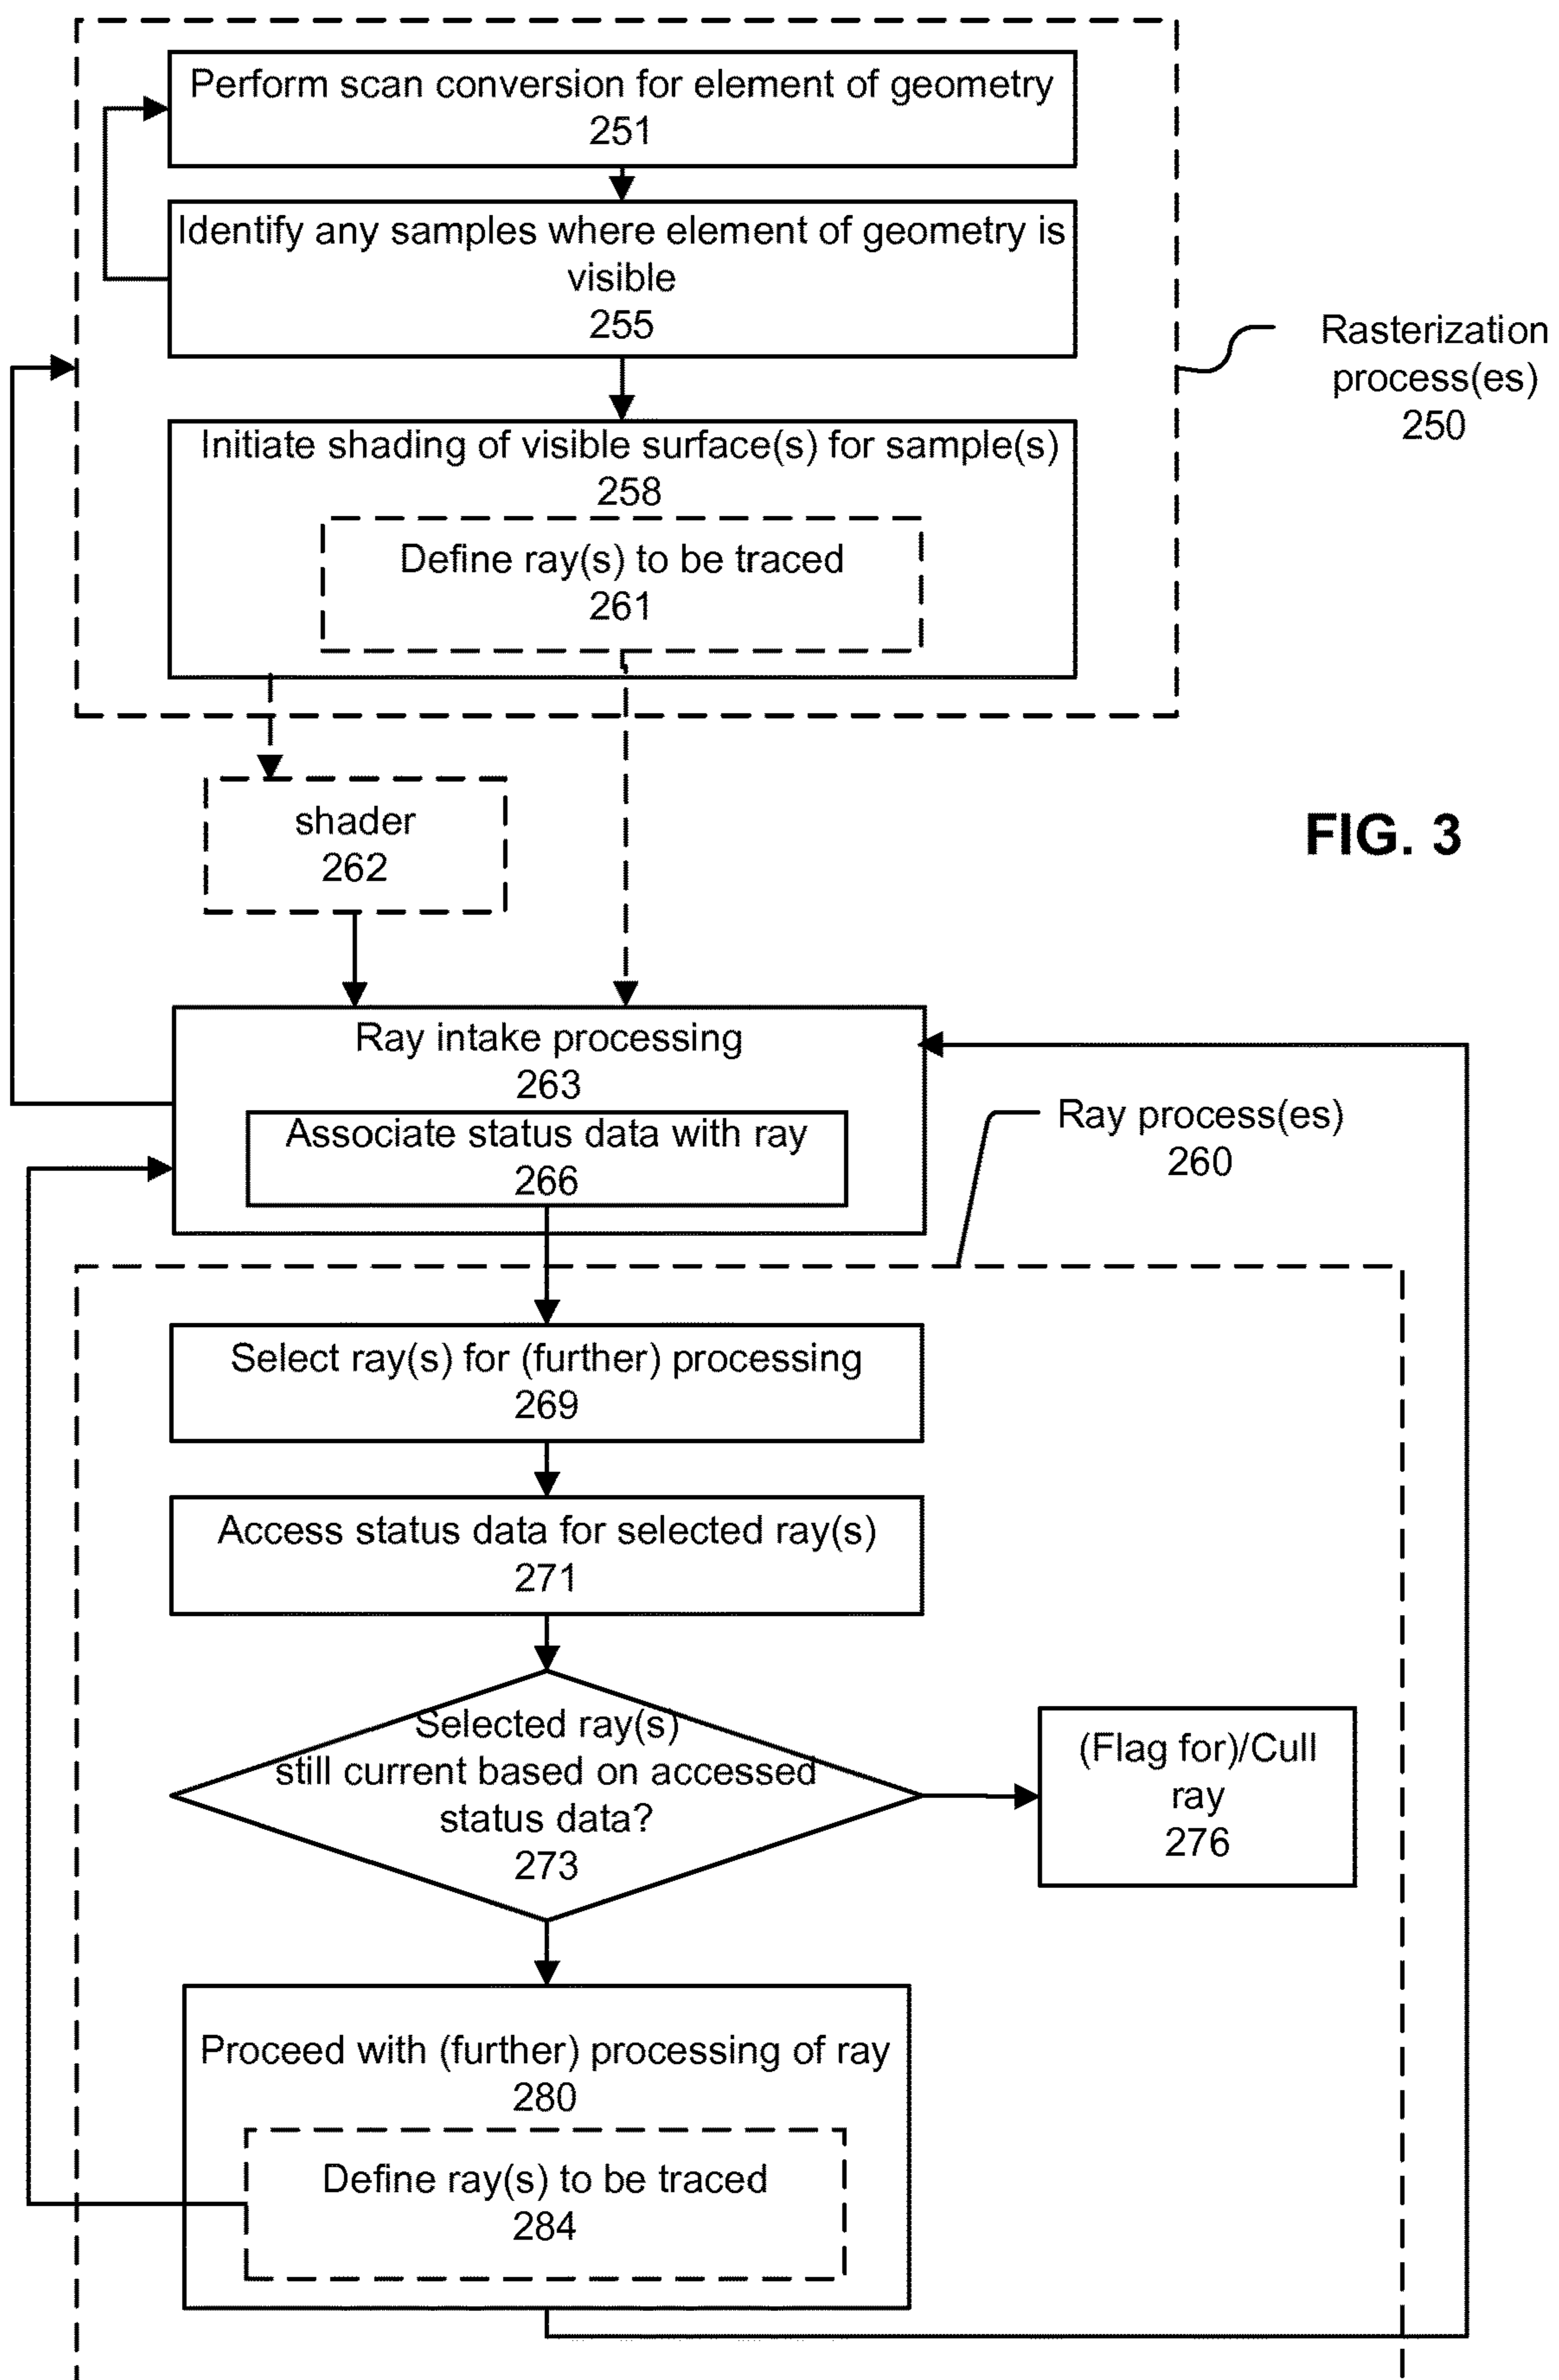 Perform scan conversion for element of geometry
251
Identify any samples where element of geometry is
visible
255
Rasterization
process(es)
250
Initiate shading of visible surface(s) for sample(s)
258
Define ray(s) to be traced
261
shader
262
FIG. 3
Ray intake processing
263
Associate status data with ray
266
Ray process(es)
260
Select ray(s) for (further) processing
269
Access status data for selected ray(s)
271
Selected ray(s)
still current based on accessed
status data?
273
(Flag for)/Cull
ray
276
Proceed with (further) processing of ray
280
Define ray(s) to be traced
284